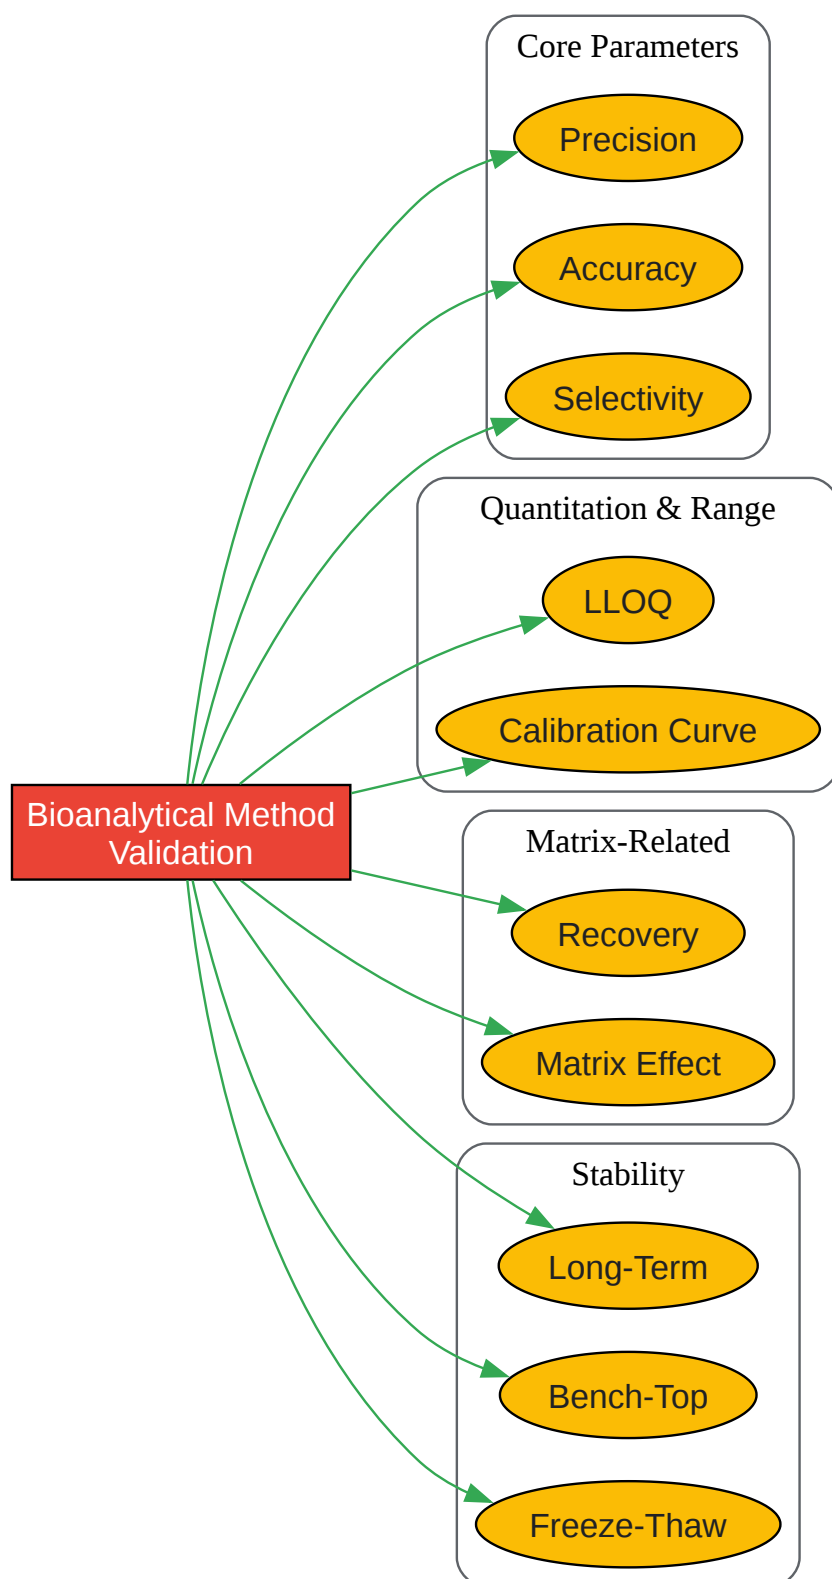 Core Parameters
Precision
Accuracy
Selectivity
Quantitation & Range
LLOQ
Calibration Curve
Bioanalytical Method
Validation
Matrix-Related
Recovery
Matrix Effect
Stability
Long-Term
Bench-Top
Freeze-Thaw